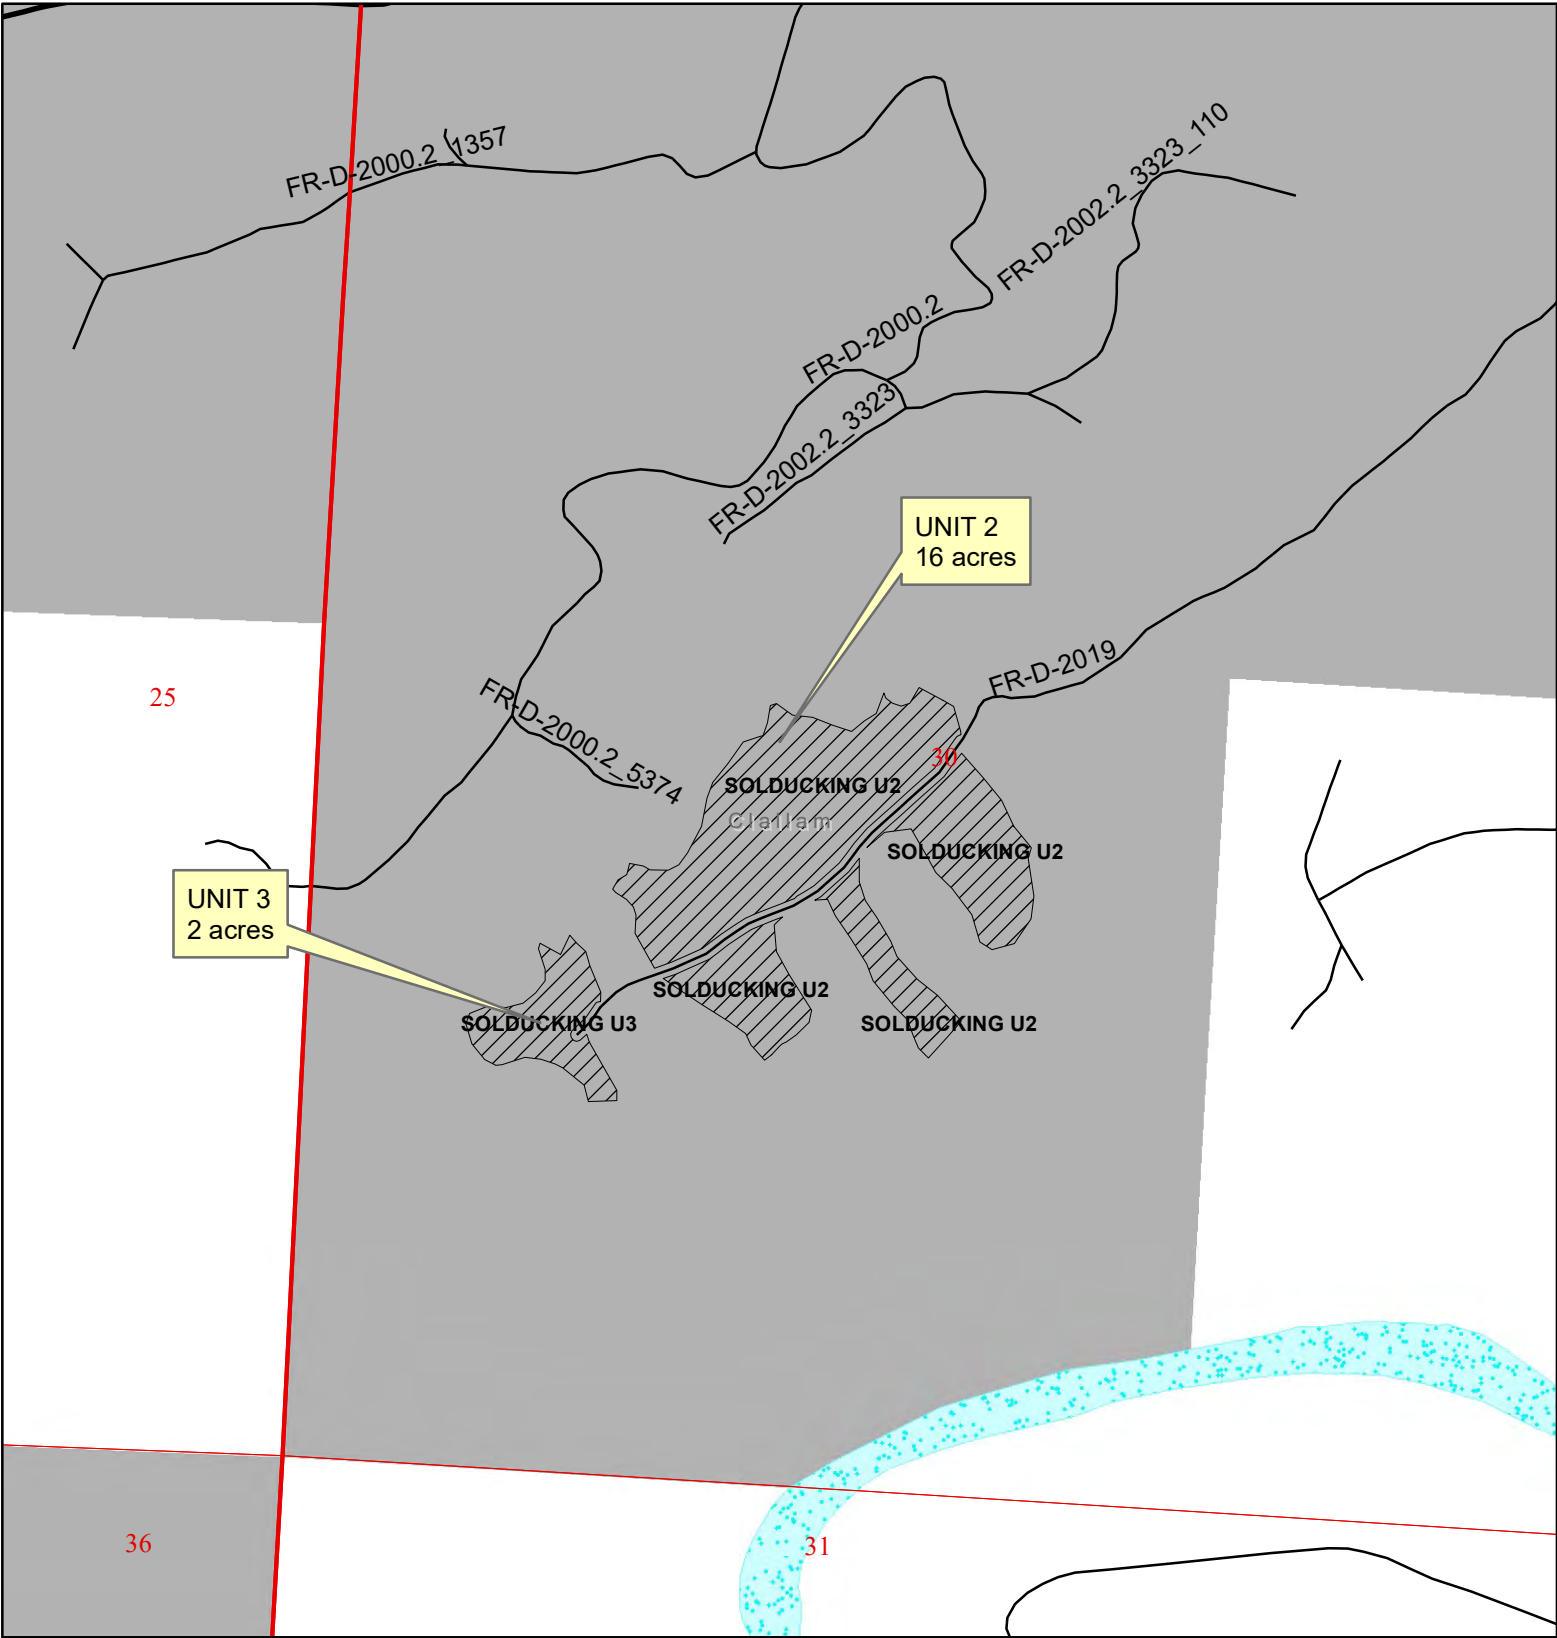 FR-D-2000.2_1357
FR-D-2002.2_3323_110
FR-D-2000.2
FR-D-2002.2_3323
UNIT 2
16 acres
FR-D-2019
25
FR-D-2000.2_5374
30
SOLDUCKING U2
Clallam
SOLDUCKING U2
UNIT 3
2 acres
SOLDUCKING U2
SOLDUCKING U3
SOLDUCKING U2
36
31